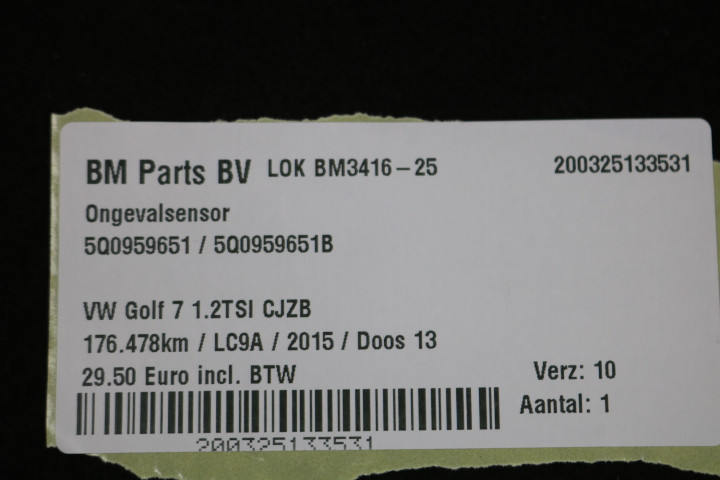 BM Parts BV LOK BM3416-25 200325133531
Ongevalsensor
5Q0959651 / 5Q0959651B
VW Golf 7 1.2TSI CJZB
176.478km / LC9A / 2015 / Doos 13
29.50 Euro incl. BTW Verz: 10
Aantal: 1
200325133531